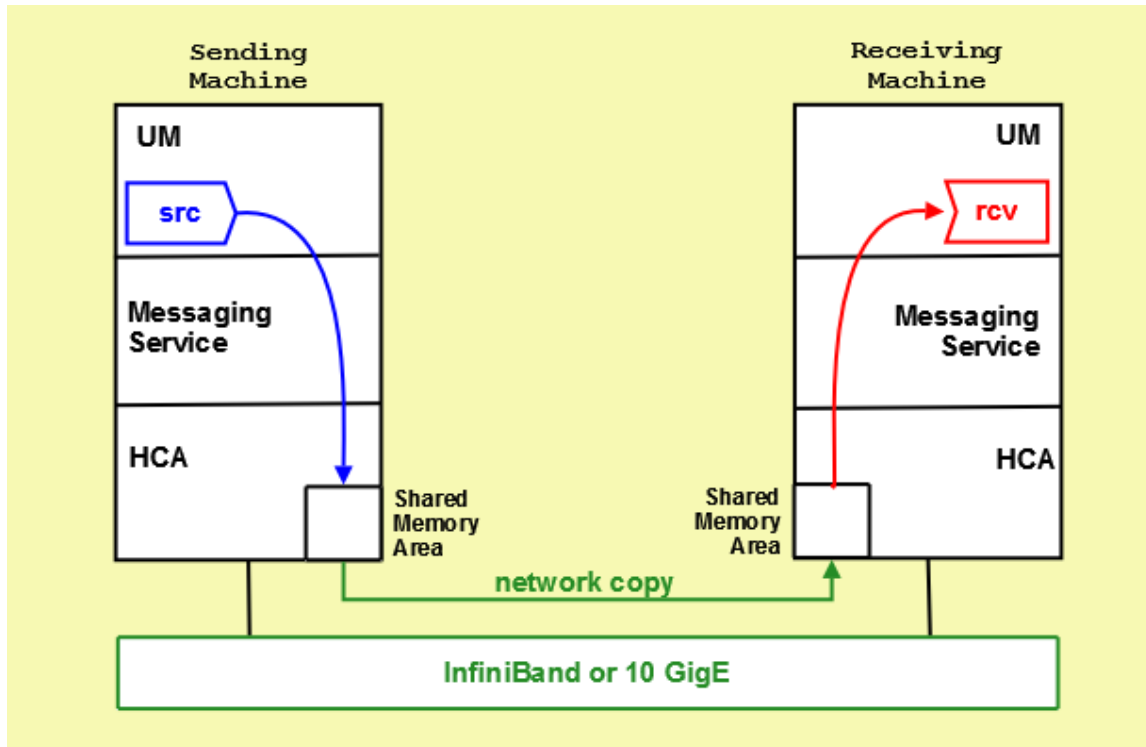 Sending
Machine
Receiving
Machine
UM
UM
src
rcv
Messaging
Service
Messaging
Service
HCA
HCA
Shared
Memory
Area
Shared
Memory
Area
network copy
InfiniBand or 10 GigE